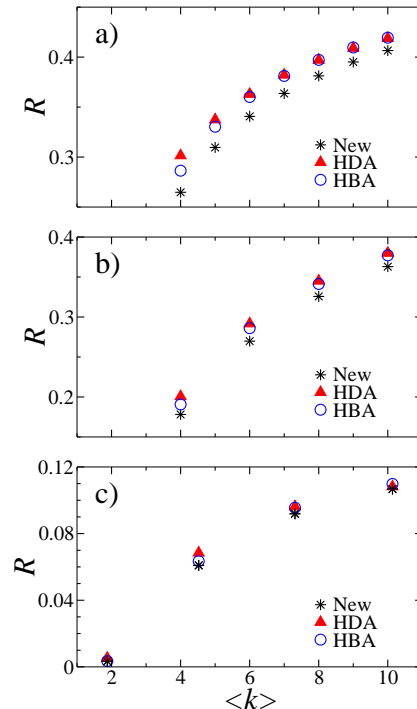 a)
0.4
R
0.3
New
HDA
HBA
b)
0.4
R
0.3
0.2
New
HDA
HBA
c)
0.12
0.08
R
0.04
0
New
HDA
HBA
2 4 6 8 10
<k>